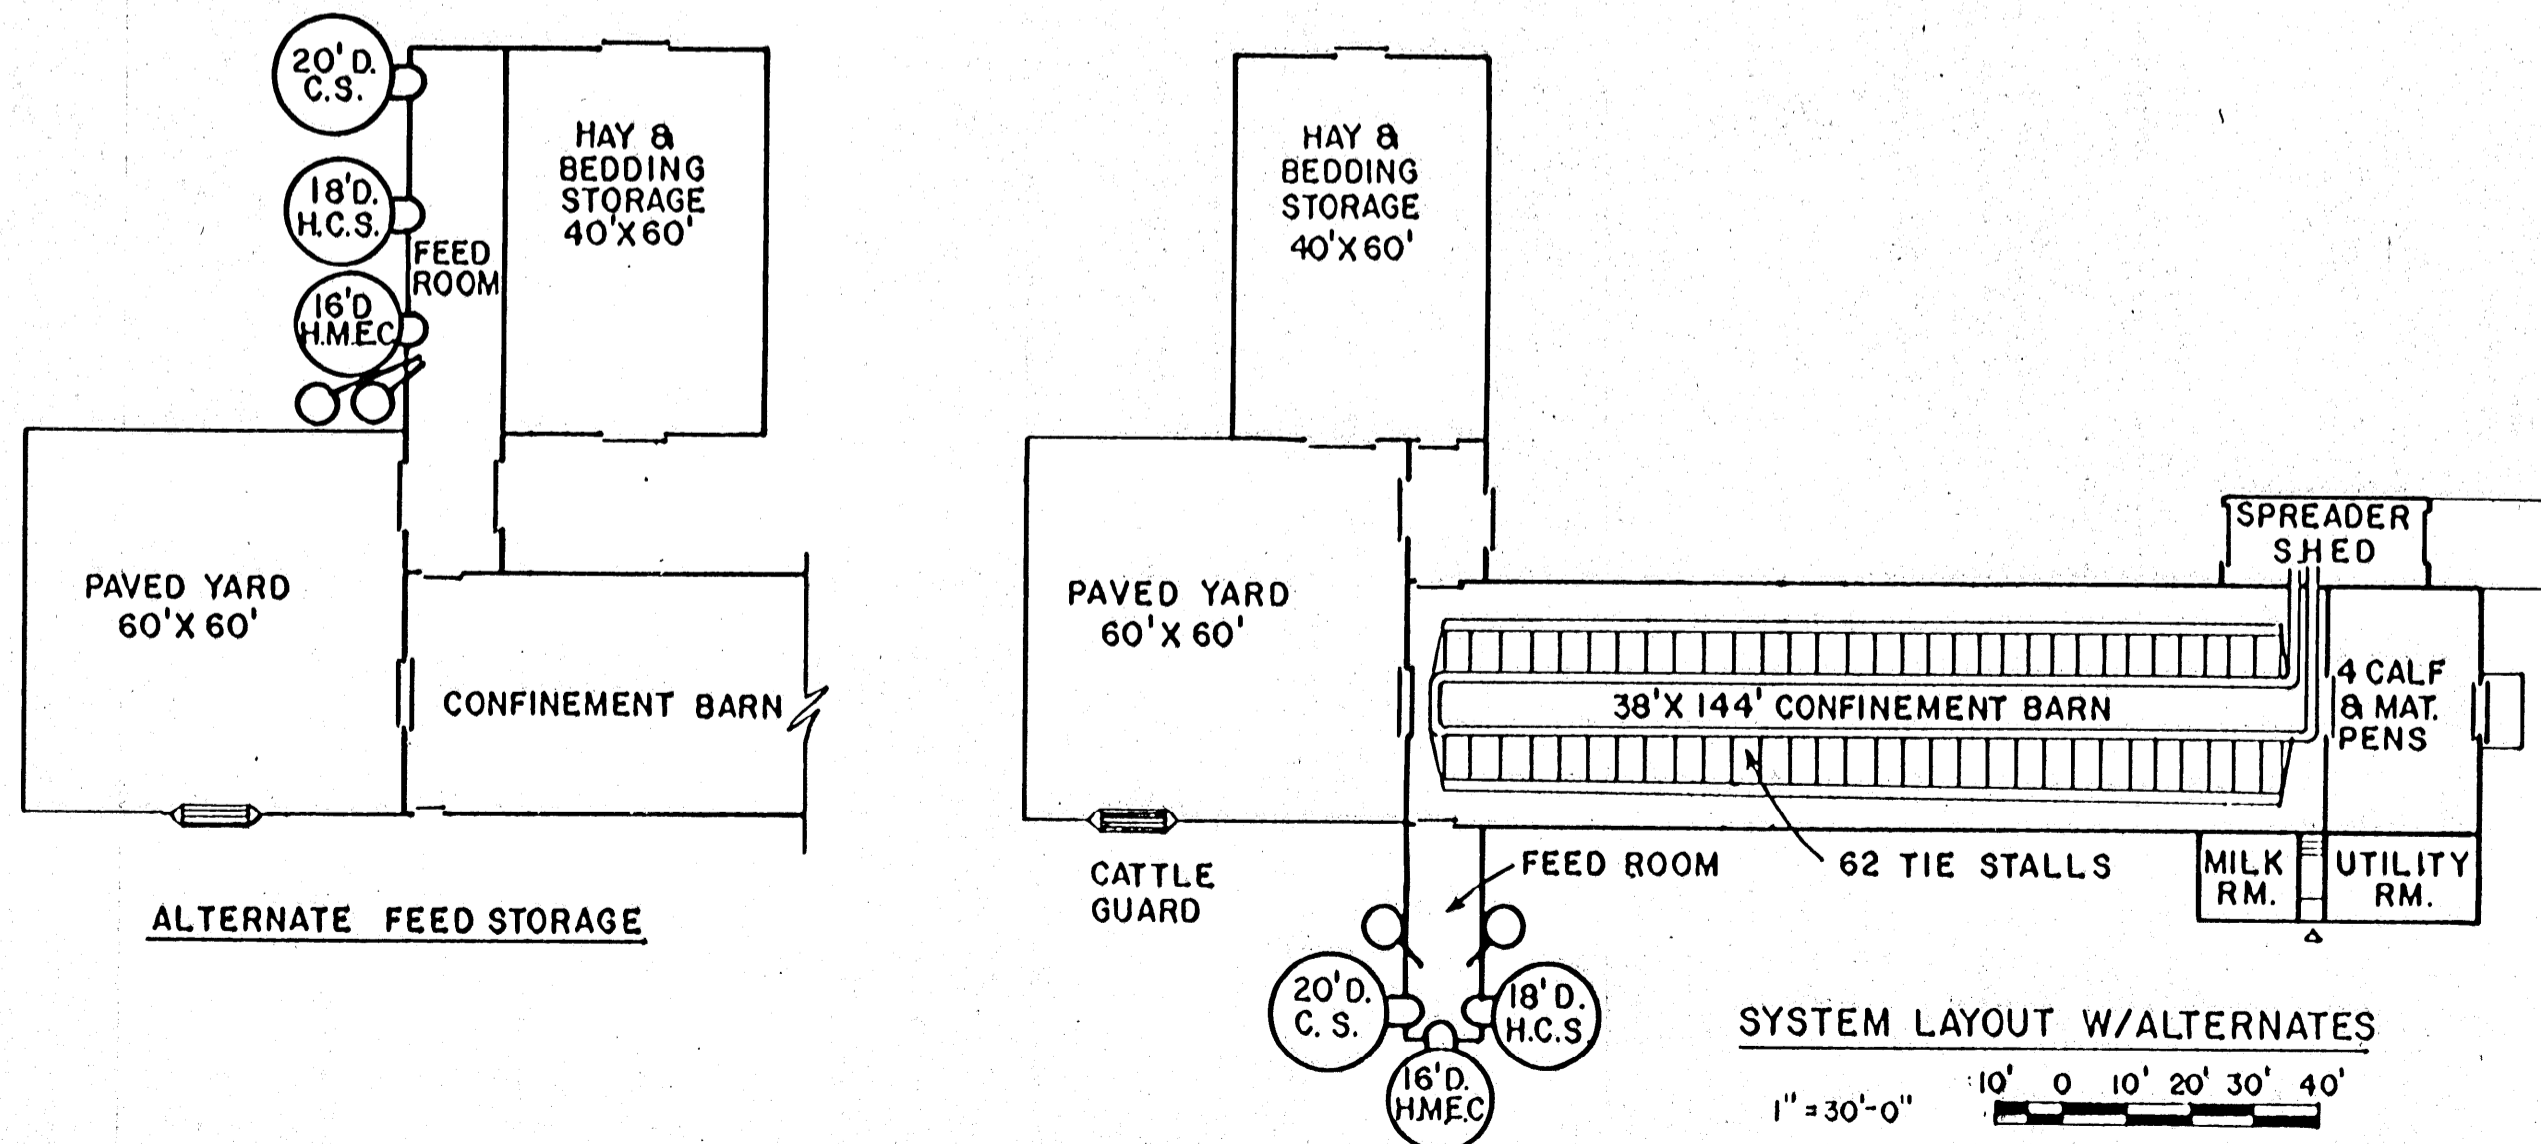 20' D.
C.S.
18'D.
H.C.S.
16'D
H.M.E.C
FEED
ROOM
HAY &
BEDDING
STORAGE
40'X60'
PAVED YARD
60'X60'
CONFINEMENT BARN
ALTERNATE FEED STORAGE
HAY &
BEDDING
STORAGE
40'X60'
PAVED YARD
60'X60'
CATTLE
GUARD
38'X144' CONFINEMENT BARN
SPREADER
SHED
4 CALF
& MAT.
PENS
FEED ROOM
62 TIE STALLS
MILK
RM.
UTILITY
RM.
20'D.
C. S.
18' D.
H.C.S
16'D.
H.M.E.C
SYSTEM LAYOUT W/ALTERNATES
1" = 30'-0"
10' 0 10' 20' 30' 40'